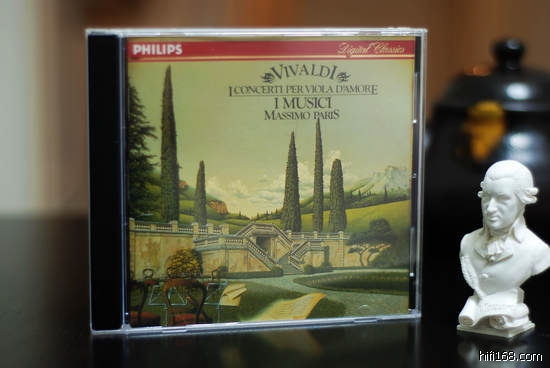 PHILIPS
Digital Classics
VIVALDI
I CONCERTI PER VIOLA D'AMORE
I MUSICI
MASSIMO PARIS
hifi168.com